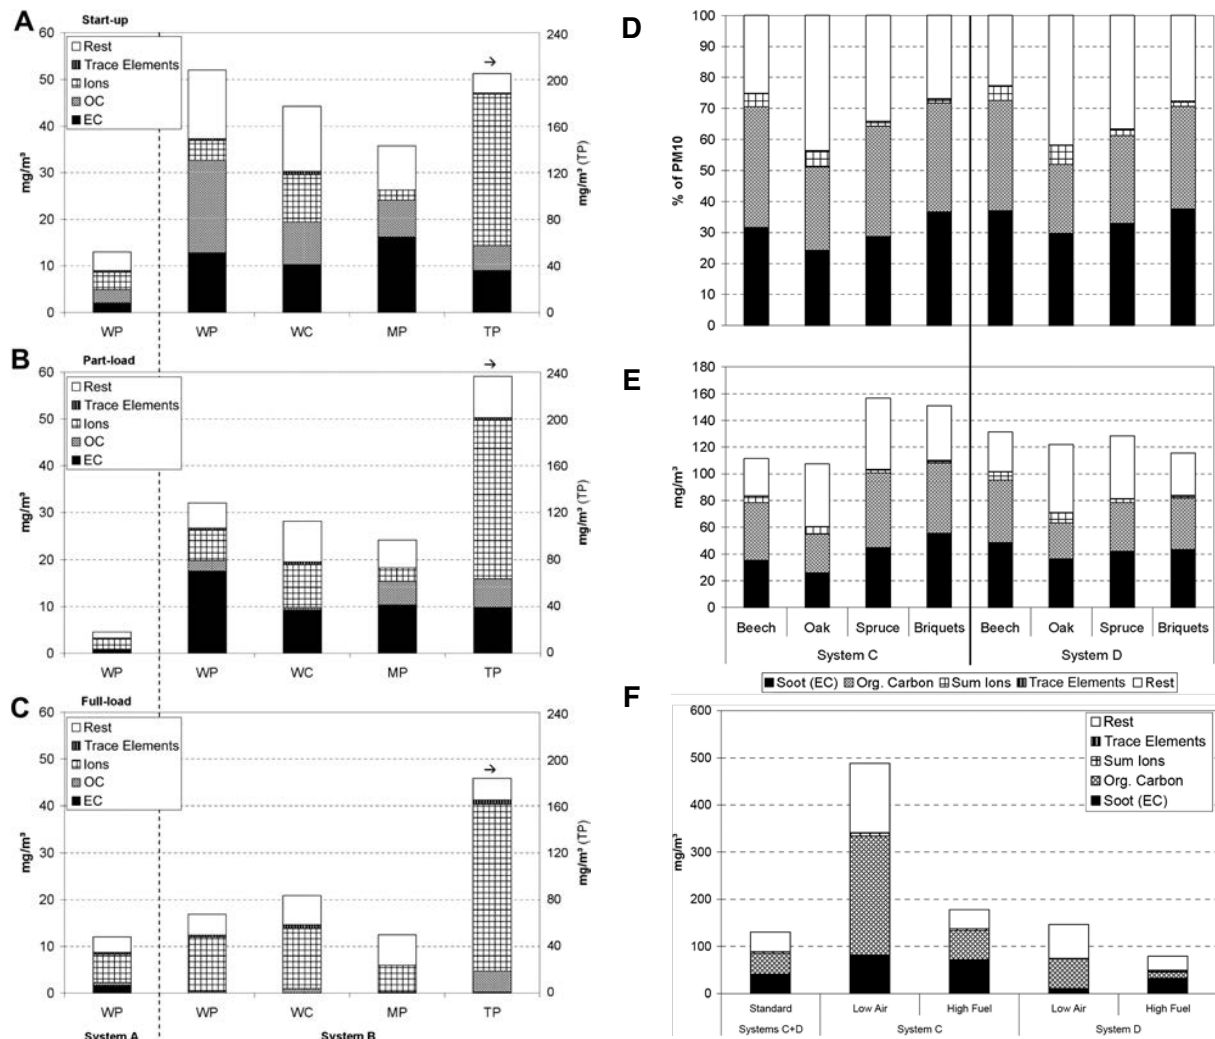 A
Start-up
60
50
40
30
20
10
0
mg/m³
Rest
Trace Elements
Ions
OC
EC
→
240
200
160
120
80
40
0
mg/m³ (TP)
WP WP WC MP TP
B
Part-load
60
50
40
30
20
10
0
mg/m³
Rest
Trace Elements
Ions
OC
EC
→
240
200
160
120
80
40
0
mg/m³ (TP)
WP WP WC MP TP
C
Full-load
60
50
40
30
20
10
0
mg/m³
Rest
Trace Elements
Ions
OC
EC
→
240
200
160
120
80
40
0
mg/m³ (TP)
WP WP WC MP TP
System A System B
D
100
90
80
70
60
50
40
30
20
10
0
% of PM10
E
180
160
140
120
100
80
60
40
20
0
mg/m³
Beech Oak Spruce Briquets Beech Oak Spruce Briquets
System C System D
Soot (EC) Org. Carbon Sum Ions Trace Elements Rest
F
600
500
400
300
200
100
0
mg/m³
Rest
Trace Elements
Sum Ions
Org. Carbon
Soot (EC)
Standard Low Air High Fuel Low Air High Fuel
Systems C+D System C System D